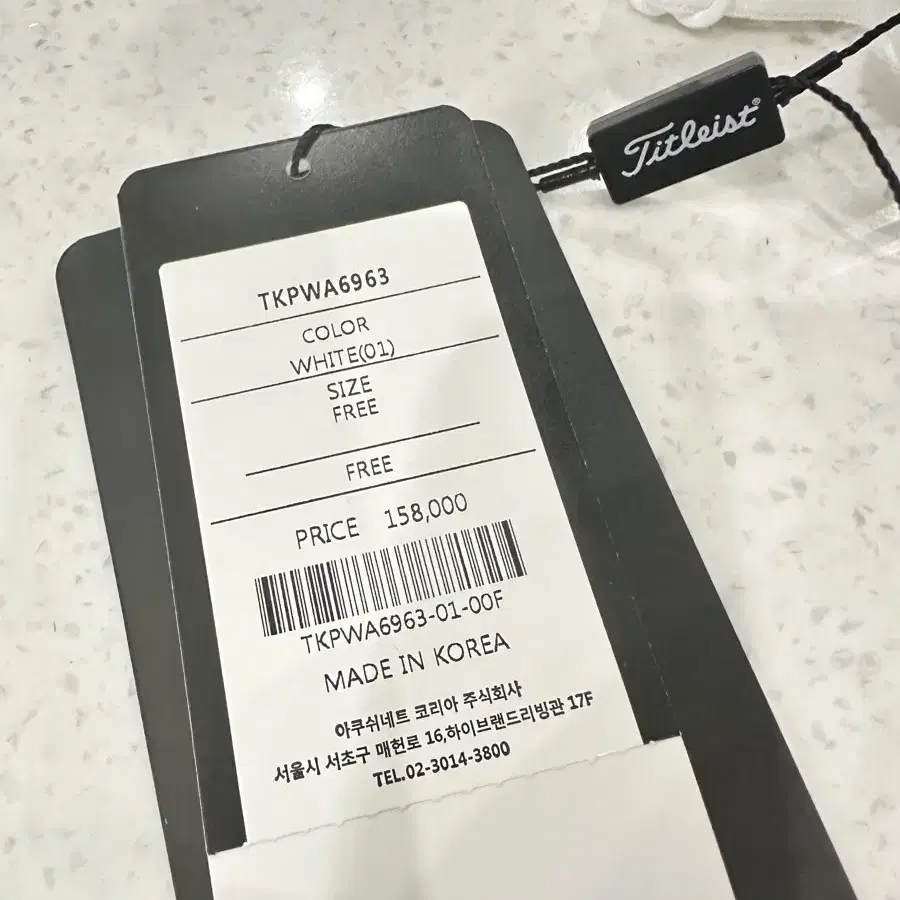 Titleist®
TKPWA6963
COLOR
WHITE(01)
SIZE
FREE
FREE
PRICE 158,000
TKPWA6963-01-00F
MADE IN KOREA
아쿠쉬네트 코리아 주식회사
서울시 서초구 매헌로 16,하이브랜드리빙관 17F
TEL.02-3014-3800